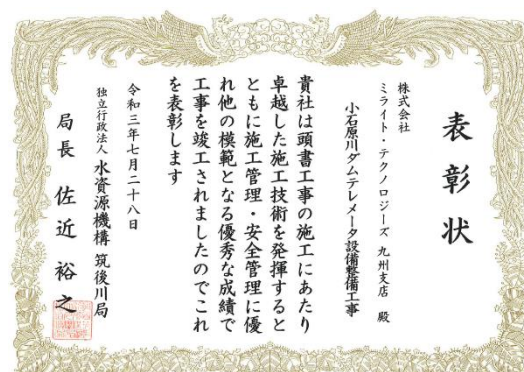 表彰状
株式会社
ミライト・テクノロジーズ 九州支店 殿
小石原川ダムテレメータ設備整備工事
貴社は頭書工事の施工にあたり
卓越した施工技術を発揮すると
ともに施工管理・安全管理に優
れ他の模範となる優秀な成績で
工事を竣工されましたのでこれ
を表彰します
令和三年七月二十八日
独立行政法人 水資源機構 筑後川局
局長 佐近裕之